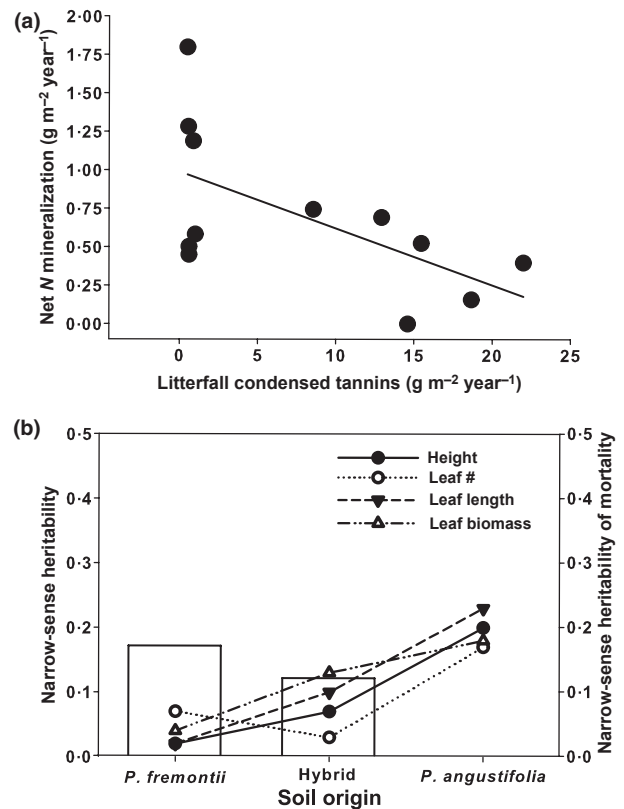 (a)
2·00
1·75
1·50
1·25
1·00
0·75
0·50
0·25
0·00
Net N mineralization (g m⁻² year⁻¹)
0 5 10 15 20 25
Litterfall condensed tannins (g m⁻² year⁻¹)
(b)
0·5
0·4
0·3
0·2
0·1
0·0
Narrow-sense heritability
Height
Leaf #
Leaf length
Leaf biomass
0·5
0·4
0·3
0·2
0·1
0·0
Narrow-sense heritability of mortality
P. fremontii Hybrid P. angustifolia
Soil origin